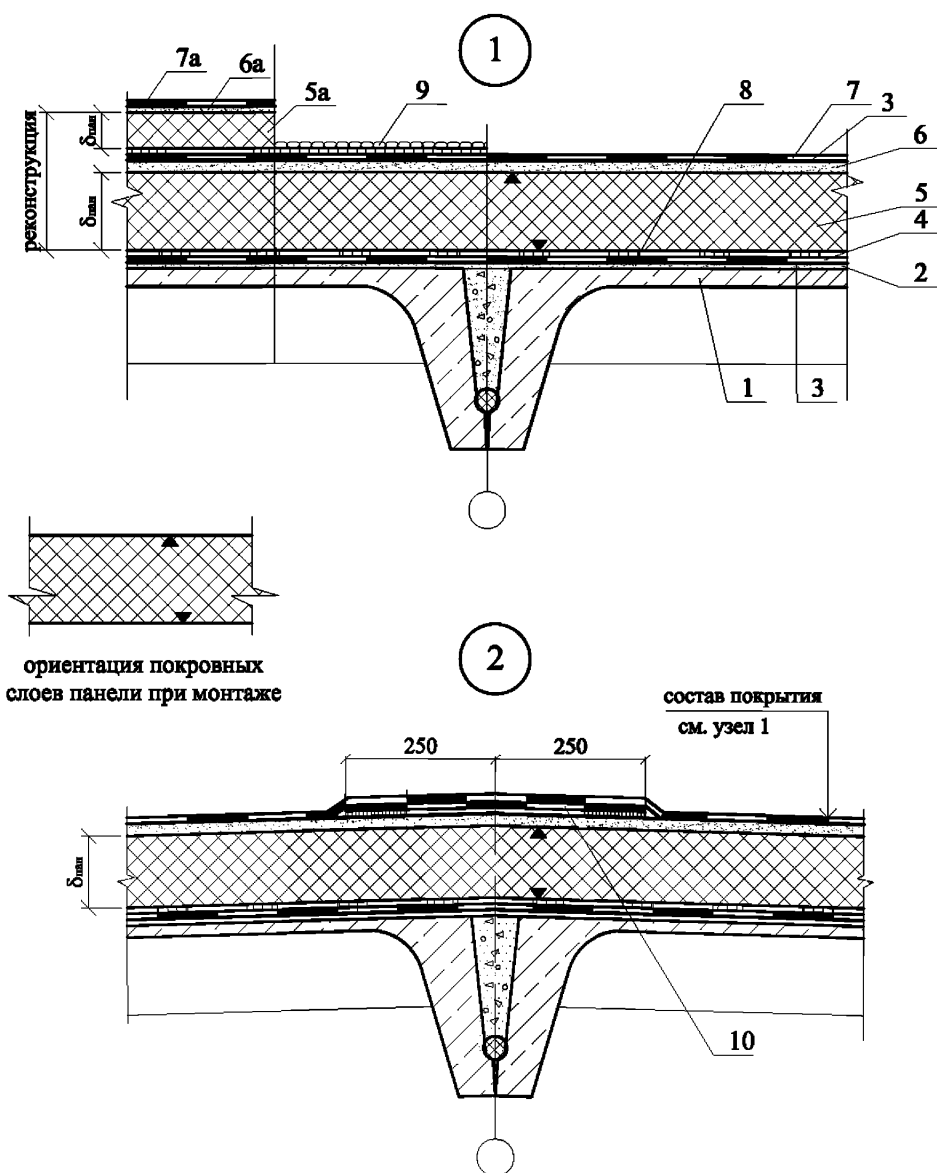 1
7а
6а
5а
9
8
7
3
6
5
4
2
реконструкция
δпан
δпан
1
3
ориентация покровных
слоев панели при монтаже
2
состав покрытия
см. узел 1
250
250
δпан
10